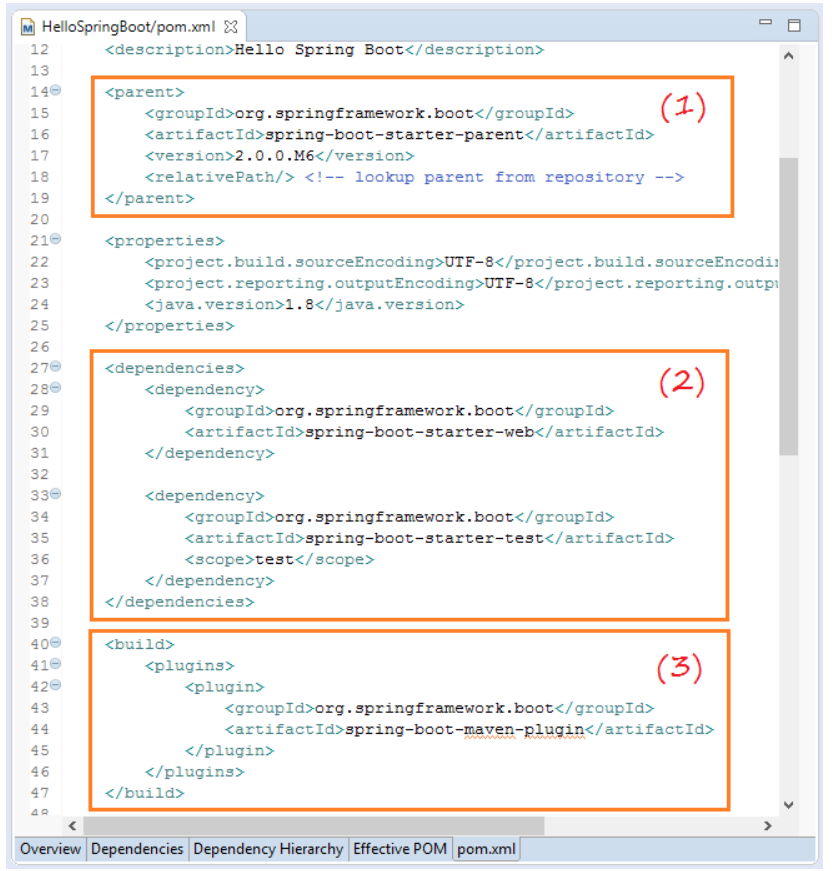 HelloSpringBoot/pom.xml
12 <description>Hello Spring Boot</description>
13
14 <parent>
(1)
15 <groupId>org.springframework.boot</groupId>
16 <artifactId>spring-boot-starter-parent</artifactId>
17 <version>2.0.0.M6</version>
18 <relativePath/> <!-- lookup parent from repository -->
19 </parent>
20
21 <properties>
22 <project.build.sourceEncoding>UTF-8</project.build.sourceEncodin
23 <project.reporting.outputEncoding>UTF-8</project.reporting.outpu
24 <java.version>1.8</java.version>
25 </properties>
26
27 <dependencies>
(2)
28 <dependency>
29 <groupId>org.springframework.boot</groupId>
30 <artifactId>spring-boot-starter-web</artifactId>
31 </dependency>
32
33 <dependency>
34 <groupId>org.springframework.boot</groupId>
35 <artifactId>spring-boot-starter-test</artifactId>
36 <scope>test</scope>
37 </dependency>
38 </dependencies>
39
40 <build>
41 <plugins>
(3)
42 <plugin>
43 <groupId>org.springframework.boot</groupId>
44 <artifactId>spring-boot-maven-plugin</artifactId>
45 </plugin>
46 </plugins>
47 </build>
48
Overview Dependencies Dependency Hierarchy Effective POM pom.xml